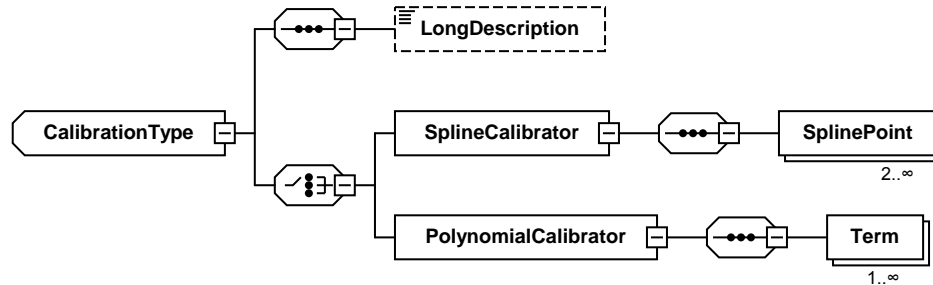 LongDescription
CalibrationType
SplineCalibrator
SplinePoint
2..∞
PolynomialCalibrator
Term
1..∞